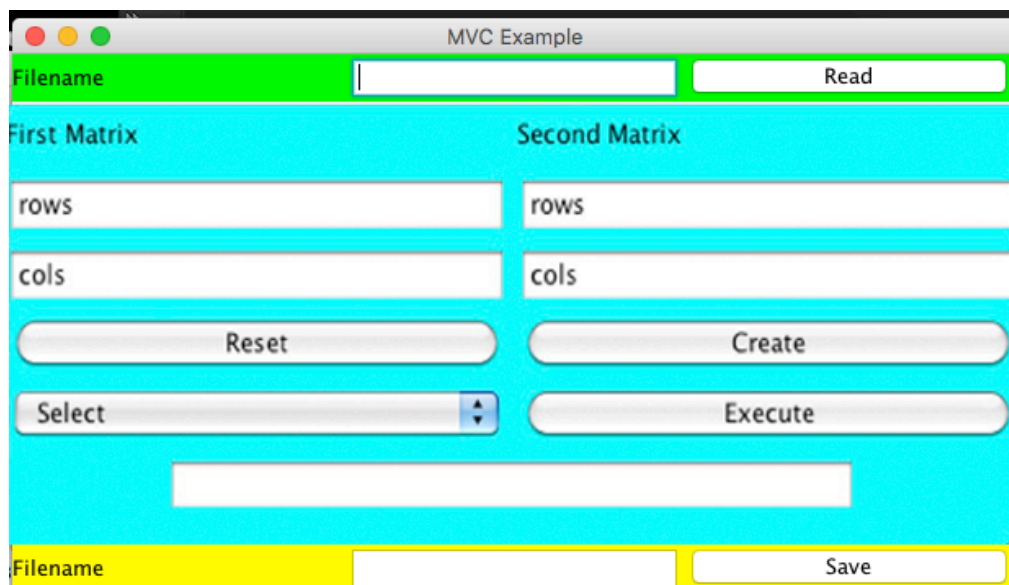 MVC Example
Filename Read
First Matrix Second Matrix
rows rows
cols cols
Reset Create
Select Execute
Filename Save